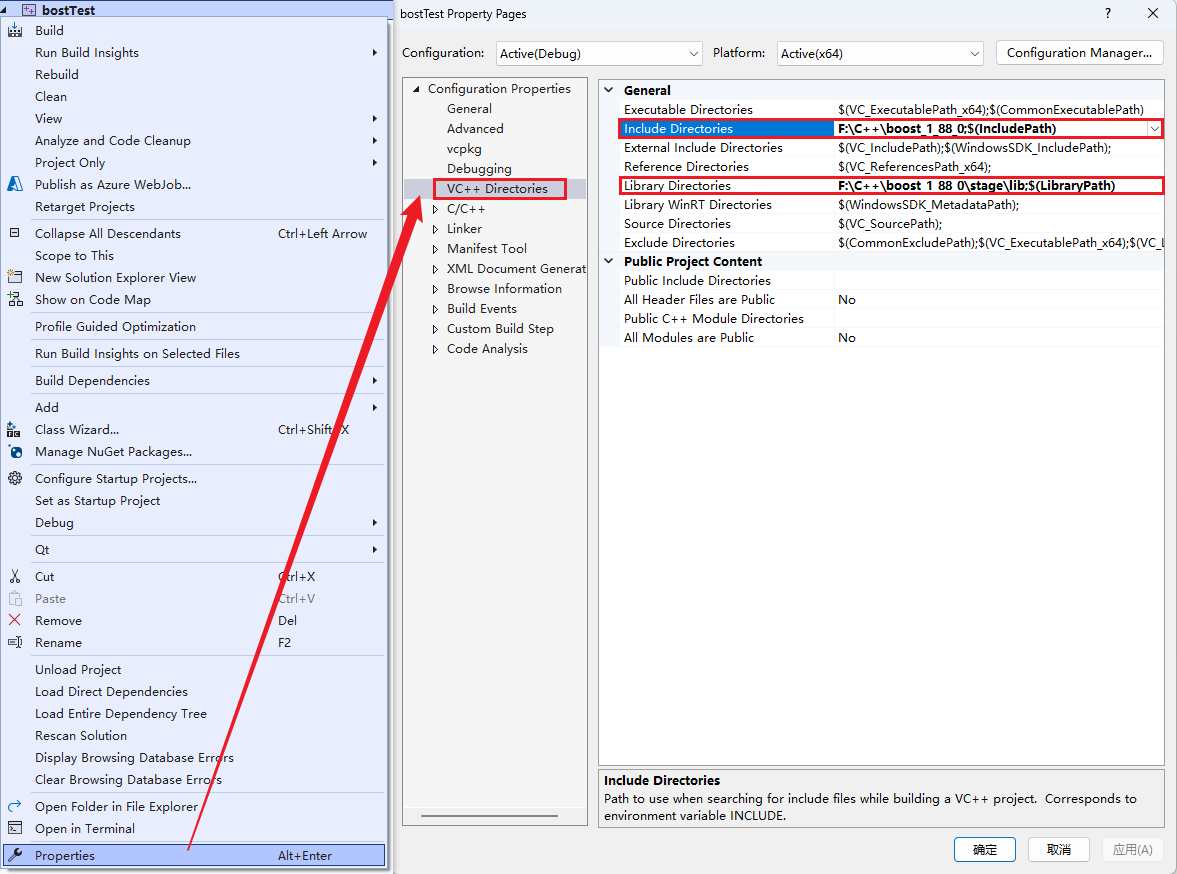 bostTest
Build
Run Build Insights
Rebuild
Clean
View
Analyze and Code Cleanup
Project Only
Publish as Azure WebJob...
Retarget Projects
Collapse All Descendants Ctrl+Left Arrow
Scope to This
New Solution Explorer View
Show on Code Map
Profile Guided Optimization
Run Build Insights on Selected Files
Build Dependencies
Add
Class Wizard... Ctrl+Shift+X
Manage NuGet Packages...
Configure Startup Projects...
Set as Startup Project
Debug
Qt
Cut Ctrl+X
Paste Ctrl+V
Remove Del
Rename F2
Unload Project
Load Direct Dependencies
Load Entire Dependency Tree
Rescan Solution
Display Browsing Database Errors
Clear Browsing Database Errors
Open Folder in File Explorer
Open in Terminal
Properties Alt+Enter
bostTest Property Pages
Configuration: Active(Debug) Platform: Active(x64) Configuration Manager...
Configuration Properties
General
Advanced
vcpkg
Debugging
VC++ Directories
C/C++
Linker
Manifest Tool
XML Document Generat
Browse Information
Build Events
Custom Build Step
Code Analysis
General
Executable Directories $(VC_ExecutablePath_x64);$(CommonExecutablePath)
Include Directories F:\C++\boost_1_88_0;$(IncludePath)
External Include Directories $(VC_IncludePath);$(WindowsSDK_IncludePath);
Reference Directories $(VC_ReferencesPath_x64);
Library Directories F:\C++\boost_1_88_0\stage\lib;$(LibraryPath)
Library WinRT Directories $(WindowsSDK_MetadataPath);
Source Directories $(VC_SourcePath);
Exclude Directories $(CommonExcludePath);$(VC_ExecutablePath_x64);$(VC_L
Public Project Content
Public Include Directories
All Header Files are Public No
Public C++ Module Directories
All Modules are Public No
Include Directories
Path to use when searching for include files while building a VC++ project. Corresponds to
environment variable INCLUDE.
确定 取消 应用(A)